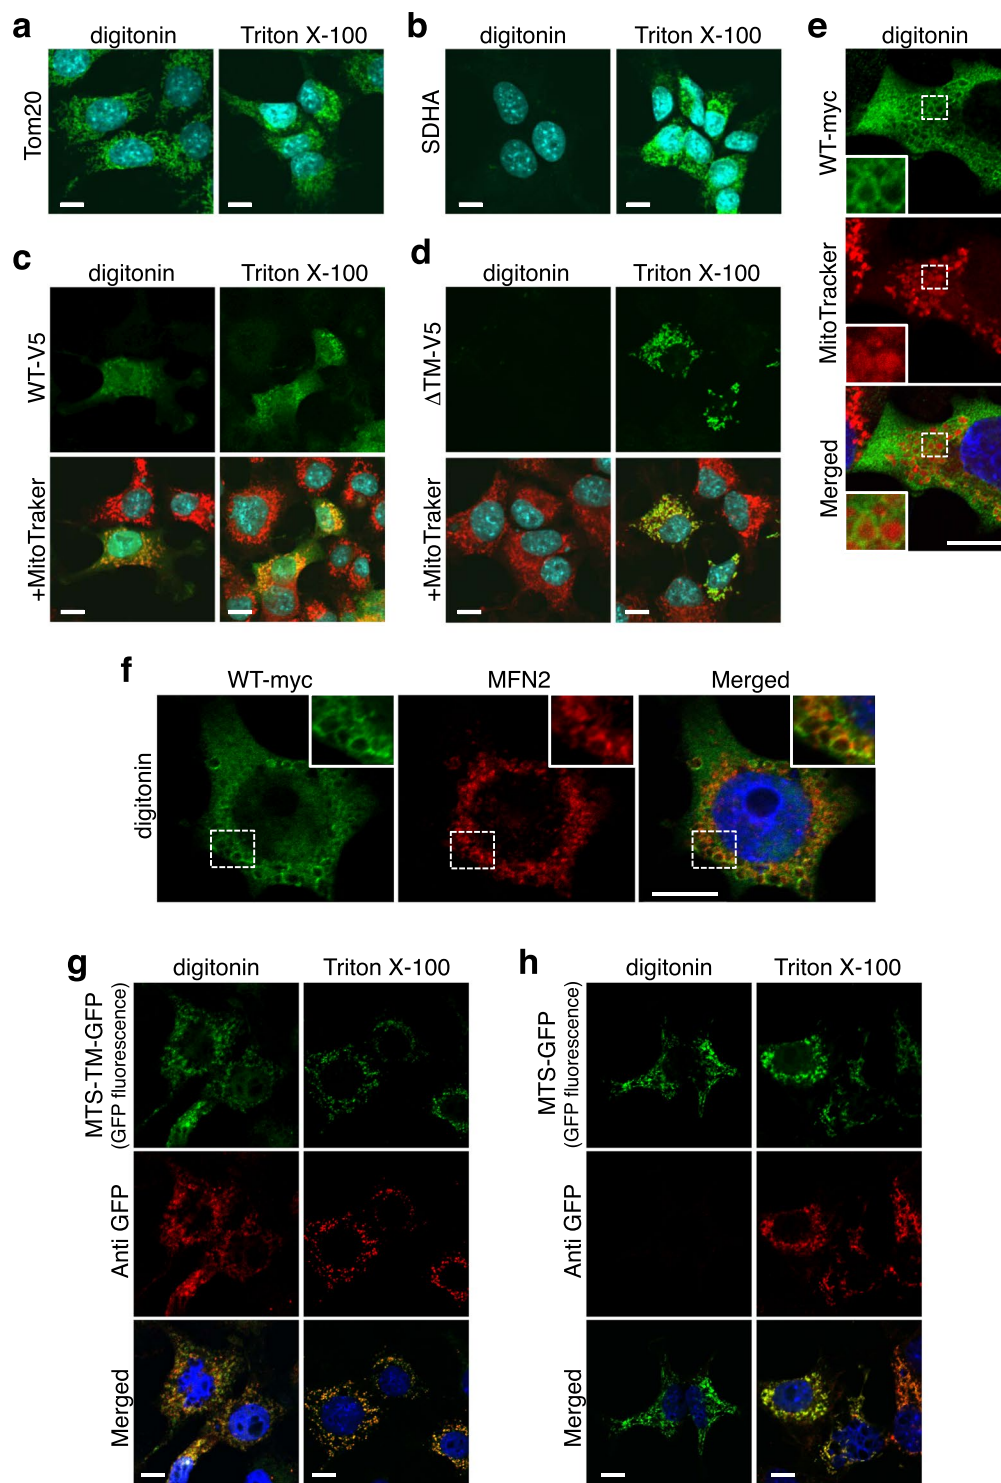 a
digitonin
Triton X-100
Tom20
b
digitonin
Triton X-100
SDHA
c
digitonin
Triton X-100
WT-V5
+MitoTraker
d
digitonin
Triton X-100
ΔTM-V5
+MitoTraker
e
digitonin
WT-myc
MitoTracker
Merged
f
WT-myc
MFN2
Merged
digitonin
g
digitonin
Triton X-100
MTS-TM-GFP
(GFP fluorescence)
Anti GFP
Merged
h
digitonin
Triton X-100
MTS-GFP
(GFP fluorescence)
Anti GFP
Merged